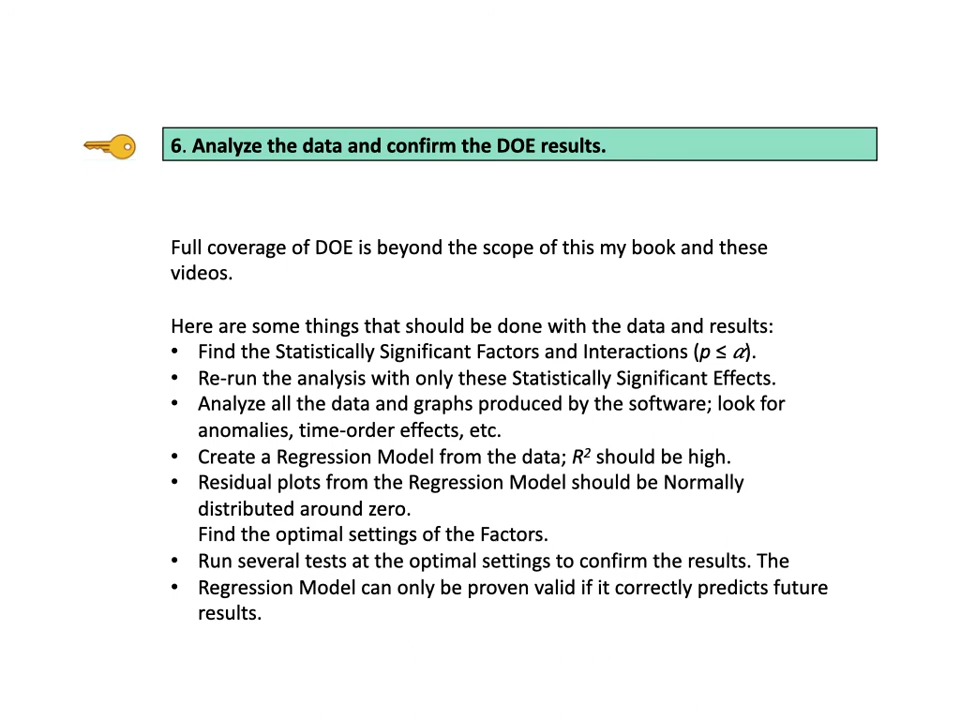 6. Analyze the data and confirm the DOE results.
Full coverage of DOE is beyond the scope of this my book and these
videos.
Here are some things that should be done with the data and results:
• Find the Statistically Significant Factors and Interactions (p ≤ α).
• Re-run the analysis with only these Statistically Significant Effects.
• Analyze all the data and graphs produced by the software; look for
anomalies, time-order effects, etc.
• Create a Regression Model from the data; R² should be high.
• Residual plots from the Regression Model should be Normally
distributed around zero.
Find the optimal settings of the Factors.
• Run several tests at the optimal settings to confirm the results. The
• Regression Model can only be proven valid if it correctly predicts future
results.